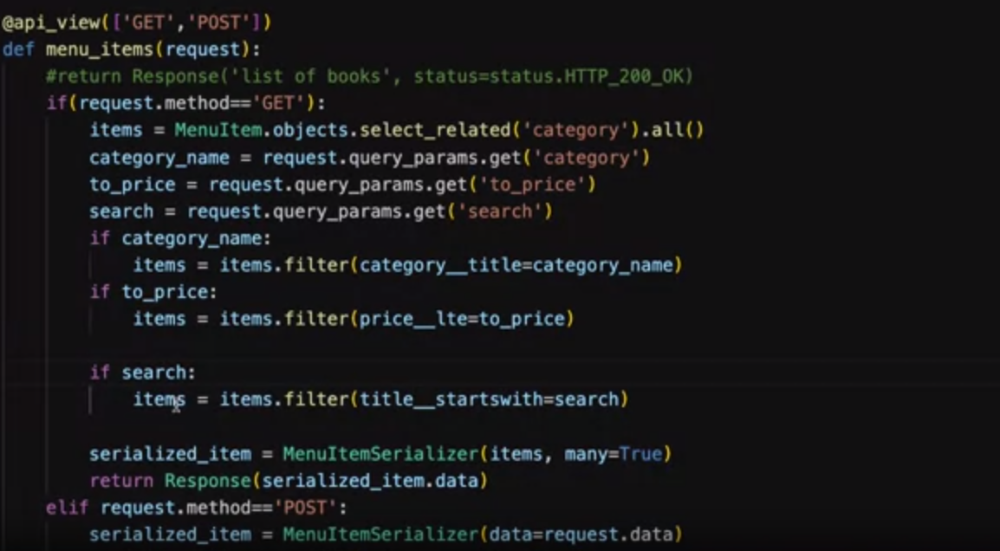 @api_view(['GET','POST'])
def menu_items(request):
    #return Response('list of books', status=status.HTTP_200_OK)
    if(request.method=='GET'):
        items = MenuItem.objects.select_related('category').all()
        category_name = request.query_params.get('category')
        to_price = request.query_params.get('to_price')
        search = request.query_params.get('search')
        if category_name:
            items = items.filter(category__title=category_name)
        if to_price:
            items = items.filter(price__lte=to_price)
        if search:
            items = items.filter(title__startswith=search)
        serialized_item = MenuItemSerializer(items, many=True)
        return Response(serialized_item.data)
    elif request.method=='POST':
        serialized_item = MenuItemSerializer(data=request.data)